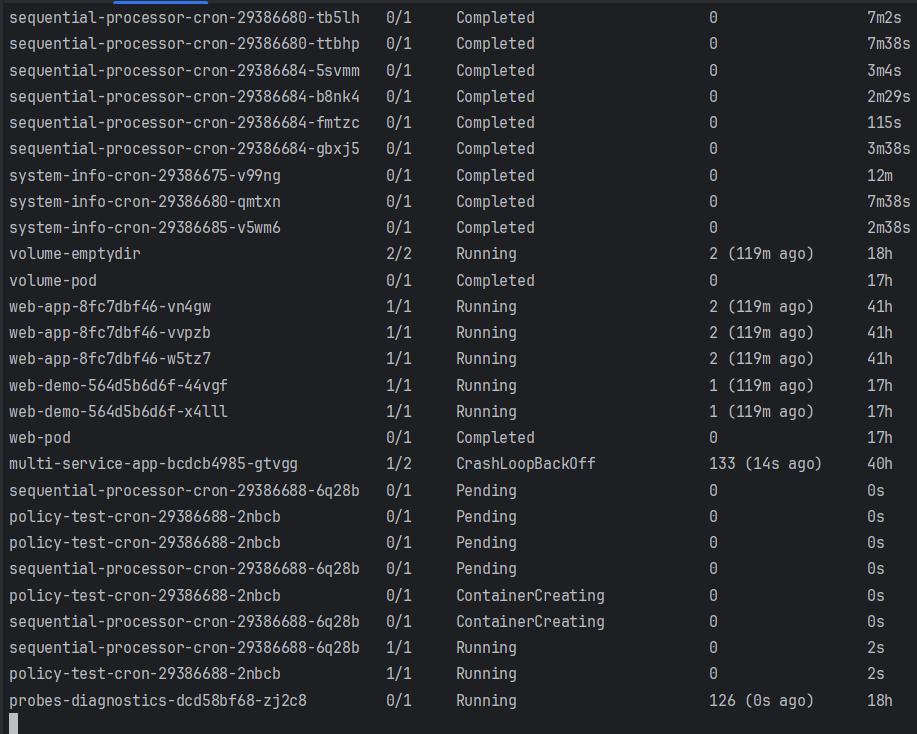 sequential-processor-cron-29386680-tb5lh 0/1 Completed 0 7m2s
sequential-processor-cron-29386680-ttbhp 0/1 Completed 0 7m38s
sequential-processor-cron-29386684-5svmm 0/1 Completed 0 3m4s
sequential-processor-cron-29386684-b8nk4 0/1 Completed 0 2m29s
sequential-processor-cron-29386684-fmtzc 0/1 Completed 0 115s
sequential-processor-cron-29386684-gbxj5 0/1 Completed 0 3m38s
system-info-cron-29386675-v99ng 0/1 Completed 0 12m
system-info-cron-29386680-qmtxn 0/1 Completed 0 7m38s
system-info-cron-29386685-v5wm6 0/1 Completed 0 2m38s
volume-emptydir 2/2 Running 2 (119m ago) 18h
volume-pod 0/1 Completed 0 17h
web-app-8fc7dbf46-vn4gw 1/1 Running 2 (119m ago) 41h
web-app-8fc7dbf46-vvpzb 1/1 Running 2 (119m ago) 41h
web-app-8fc7dbf46-w5tz7 1/1 Running 2 (119m ago) 41h
web-demo-564d5b6d6f-44vgf 1/1 Running 1 (119m ago) 17h
web-demo-564d5b6d6f-x4lll 1/1 Running 1 (119m ago) 17h
web-pod 0/1 Completed 0 17h
multi-service-app-bcdcb4985-gtvgg 1/2 CrashLoopBackOff 133 (14s ago) 40h
sequential-processor-cron-29386688-6q28b 0/1 Pending 0 0s
policy-test-cron-29386688-2nbcb 0/1 Pending 0 0s
policy-test-cron-29386688-2nbcb 0/1 Pending 0 0s
sequential-processor-cron-29386688-6q28b 0/1 Pending 0 0s
policy-test-cron-29386688-2nbcb 0/1 ContainerCreating 0 0s
sequential-processor-cron-29386688-6q28b 0/1 ContainerCreating 0 0s
sequential-processor-cron-29386688-6q28b 1/1 Running 0 2s
policy-test-cron-29386688-2nbcb 1/1 Running 0 2s
probes-diagnostics-dcd58bf68-zj2c8 0/1 Running 126 (0s ago) 18h